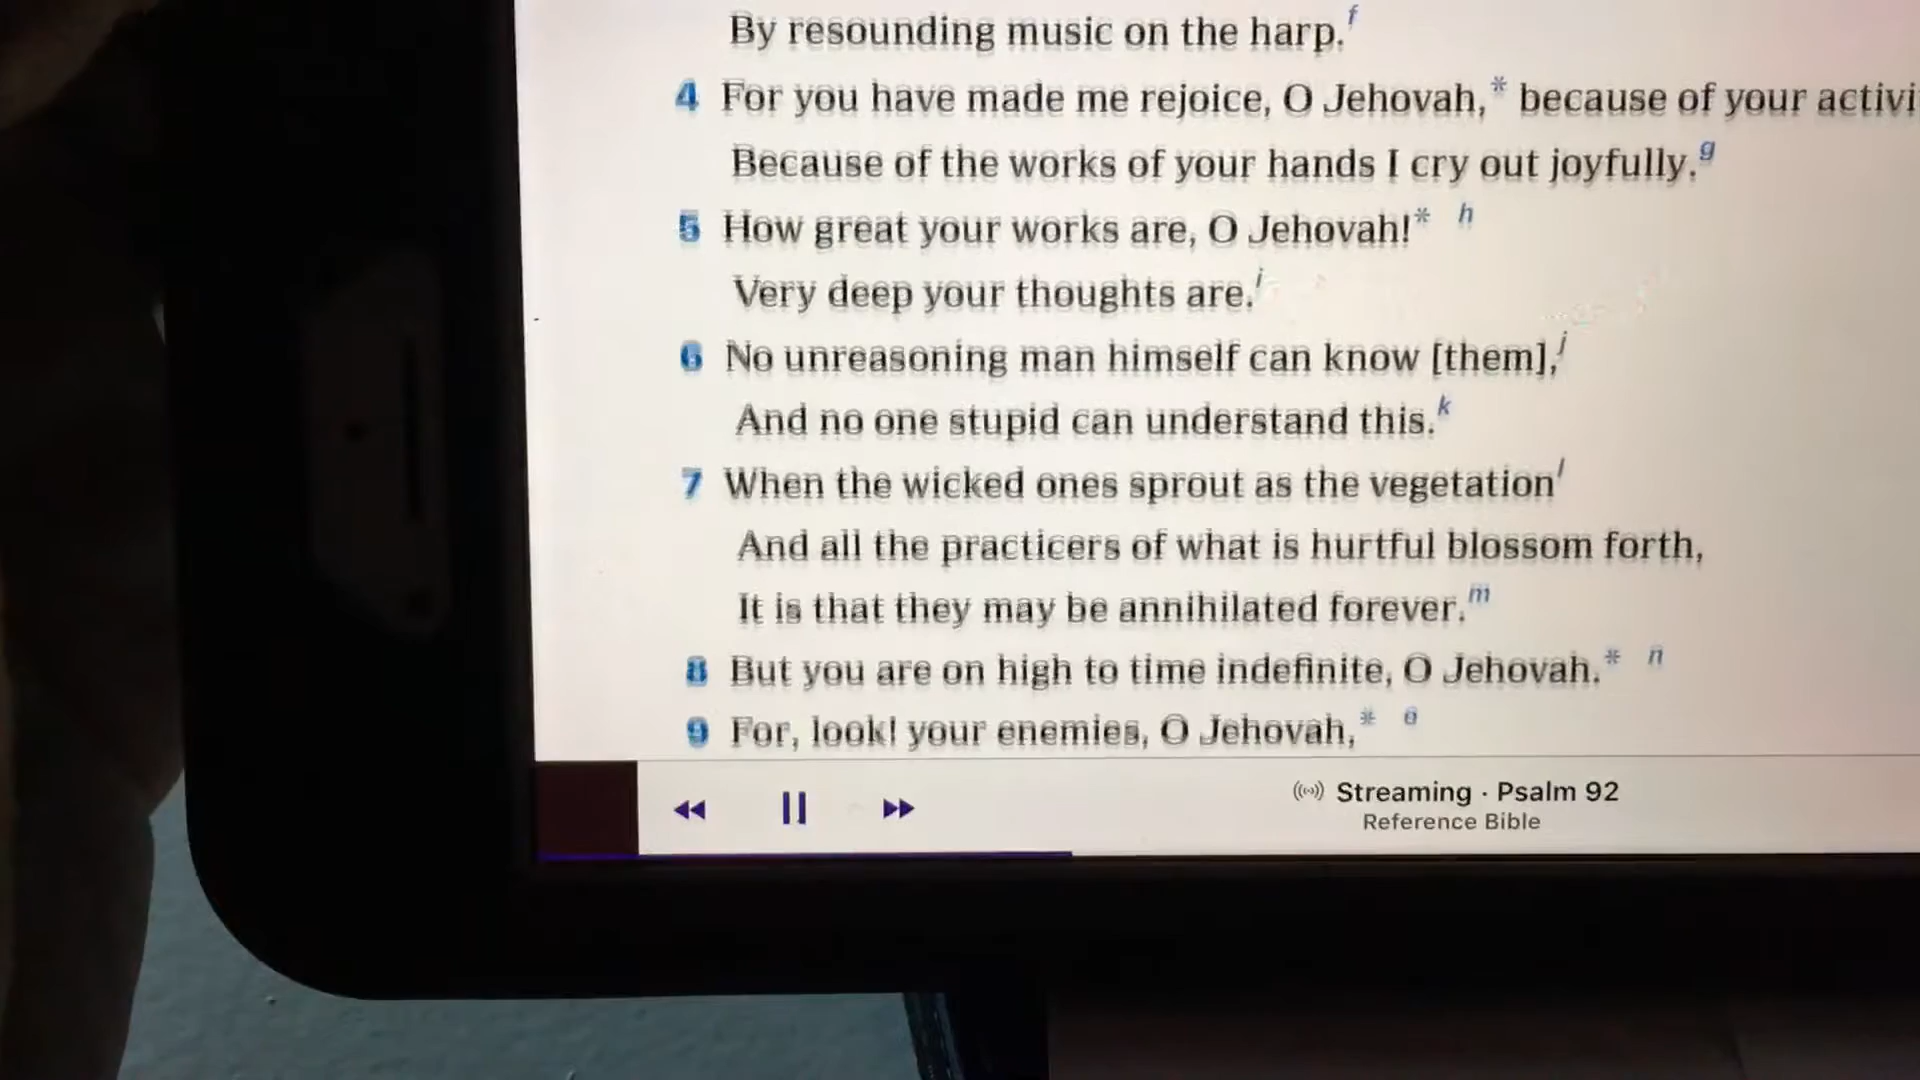 By resounding music on the harp.f
4 For you have made me rejoice, O Jehovah,* because of your activi
Because of the works of your hands I cry out joyfully.g
5 How great your works are, O Jehovah!* h
Very deep your thoughts are.i
6 No unreasoning man himself can know [them],j
And no one stupid can understand this.k
7 When the wicked ones sprout as the vegetationl
And all the practicers of what is hurtful blossom forth,
It is that they may be annihilated forever.m
8 But you are on high to time indefinite, O Jehovah.* n
9 For, look! your enemies, O Jehovah,* o
Streaming · Psalm 92
Reference Bible